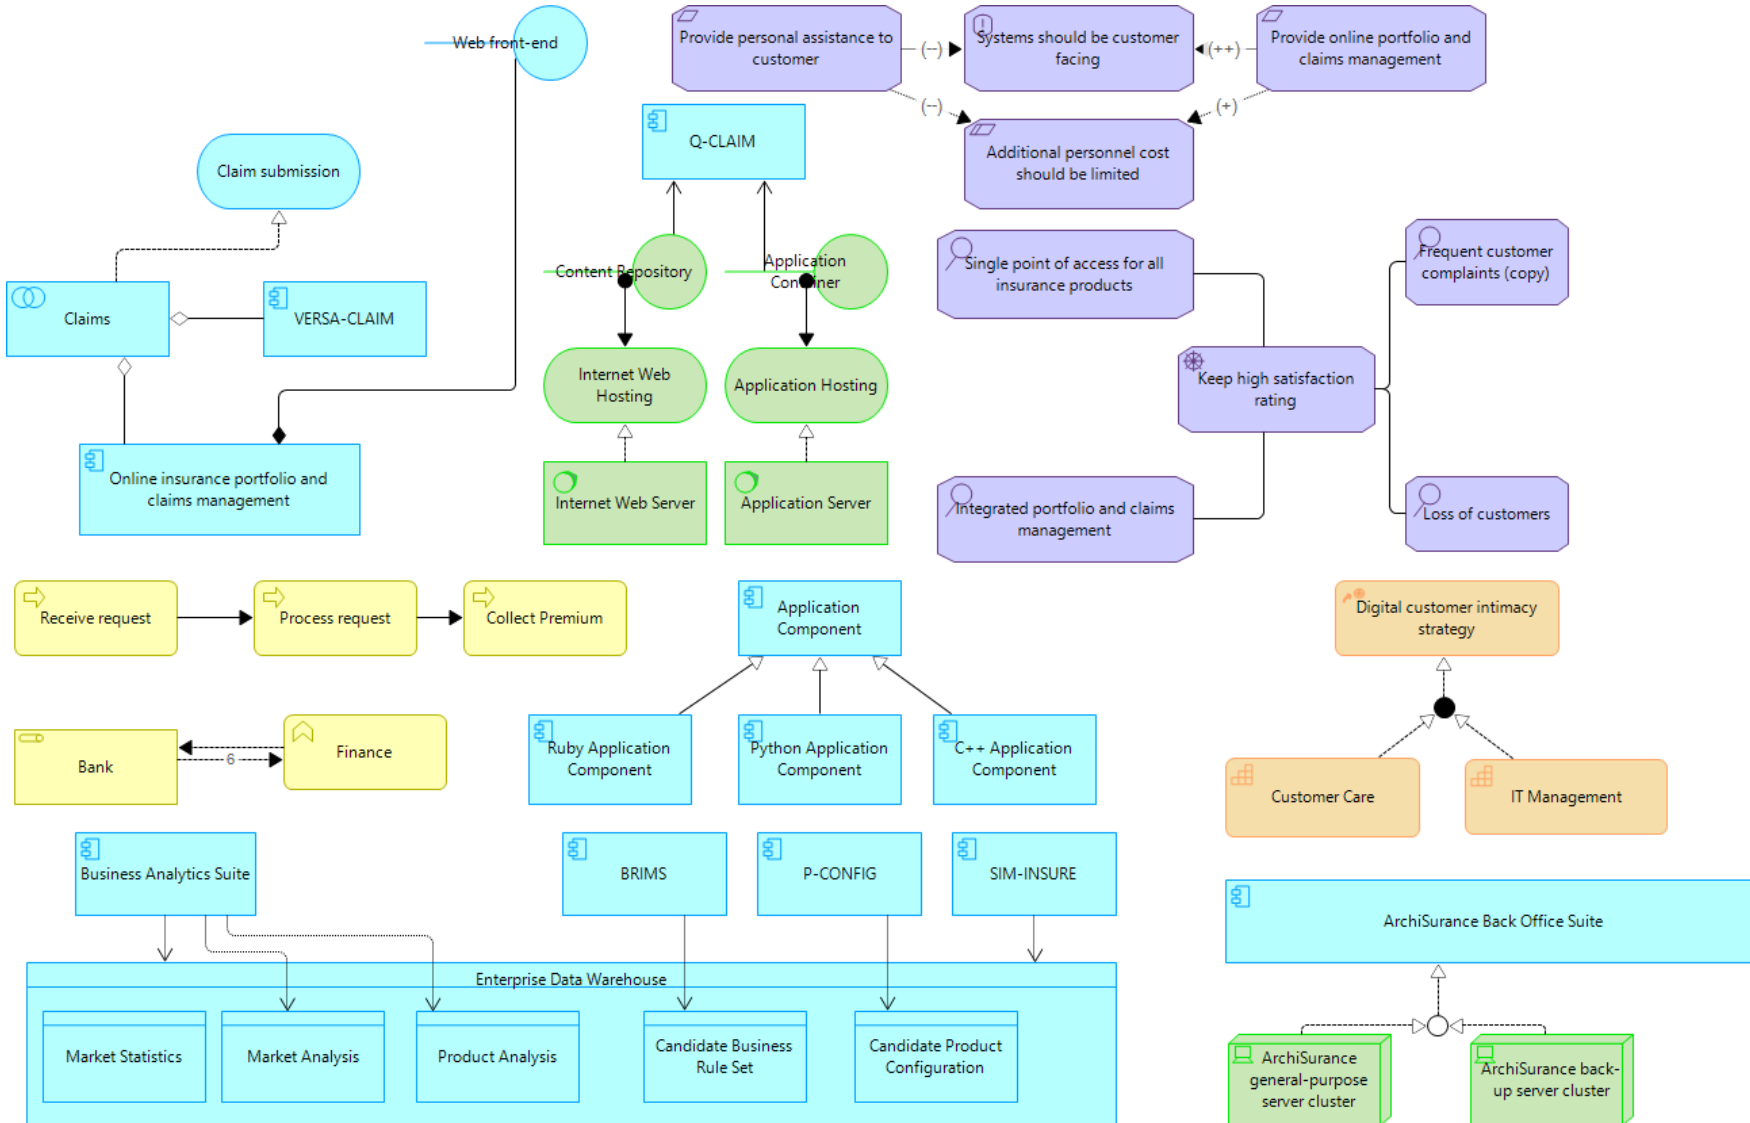 Web front-end
Provide personal assistance to
customer
(--)
Systems should be customer
facing
(++)
Provide online portfolio and
claims management
(--)
(+)
Q-CLAIM
Additional personnel cost
should be limited
Claim submission
Content Repository
Application
Container
Single point of access for all
insurance products
Frequent customer
complaints (copy)
Claims
VERSA-CLAIM
Internet Web
Hosting
Application Hosting
Keep high satisfaction
rating
Online insurance portfolio and
claims management
Internet Web Server
Application Server
Integrated portfolio and claims
management
Loss of customers
Receive request
Process request
Collect Premium
Application
Component
Digital customer intimacy
strategy
Bank
6
Finance
Ruby Application
Component
Python Application
Component
C++ Application
Component
Customer Care
IT Management
Business Analytics Suite
BRIMS
P-CONFIG
SIM-INSURE
ArchiSurance Back Office Suite
Enterprise Data Warehouse
Market Statistics
Market Analysis
Product Analysis
Candidate Business
Rule Set
Candidate Product
Configuration
ArchiSurance
general-purpose
server cluster
ArchiSurance back-
up server cluster